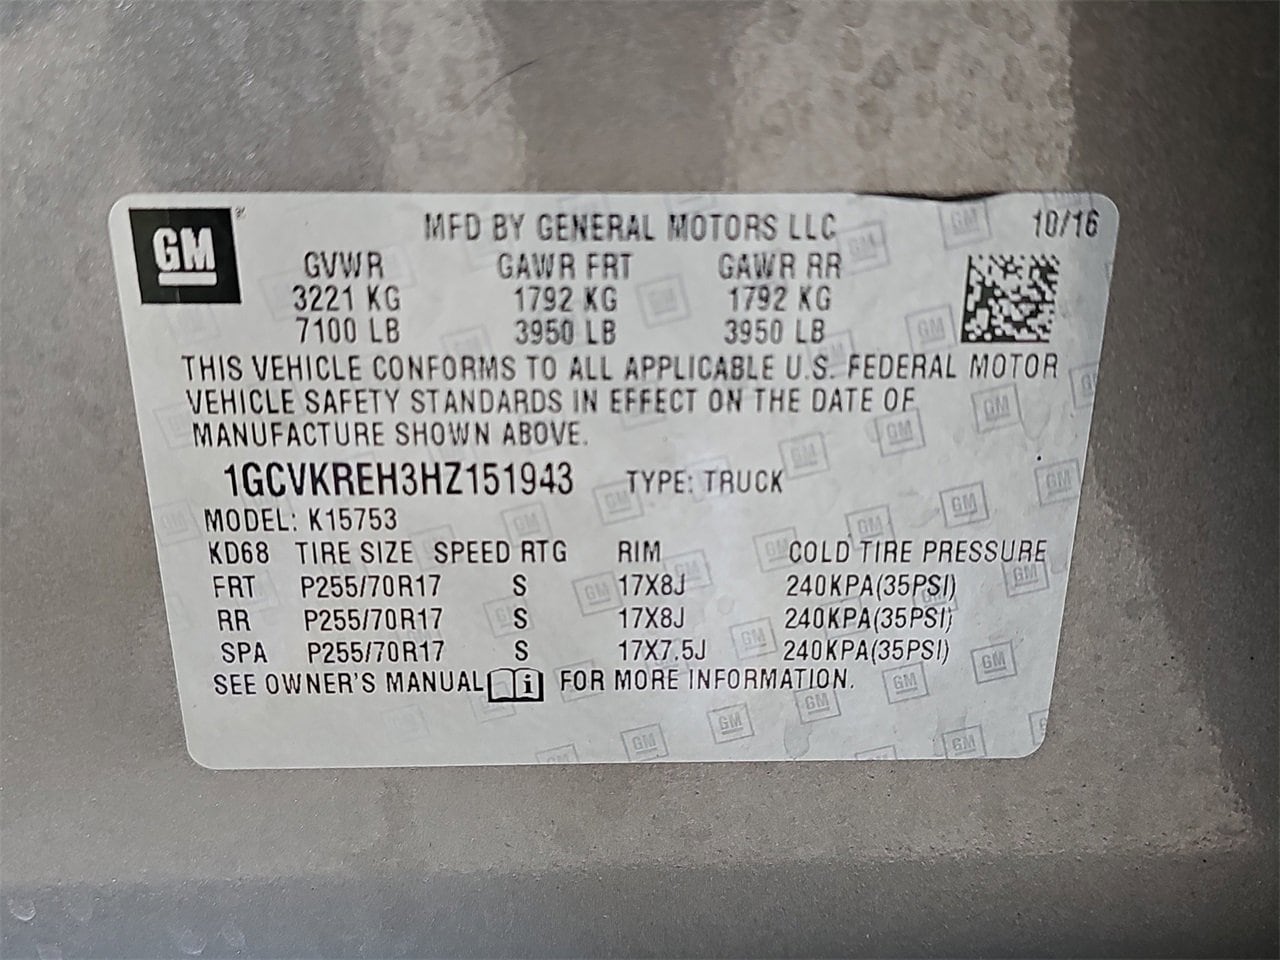 GM
MFD BY GENERAL MOTORS LLC 10/16
GVWR GAWR FRT GAWR RR
3221 KG 1792 KG 1792 KG
7100 LB 3950 LB 3950 LB
THIS VEHICLE CONFORMS TO ALL APPLICABLE U.S. FEDERAL MOTOR
VEHICLE SAFETY STANDARDS IN EFFECT ON THE DATE OF
MANUFACTURE SHOWN ABOVE.
1GCVKREH3HZ151943 TYPE: TRUCK
MODEL: K15753
KD68 TIRE SIZE SPEED RTG RIM COLD TIRE PRESSURE
FRT P255/70R17 S 17X8J 240KPA(35PSI)
RR P255/70R17 S 17X8J 240KPA(35PSI)
SPA P255/70R17 S 17X7.5J 240KPA(35PSI)
SEE OWNER'S MANUAL i FOR MORE INFORMATION.